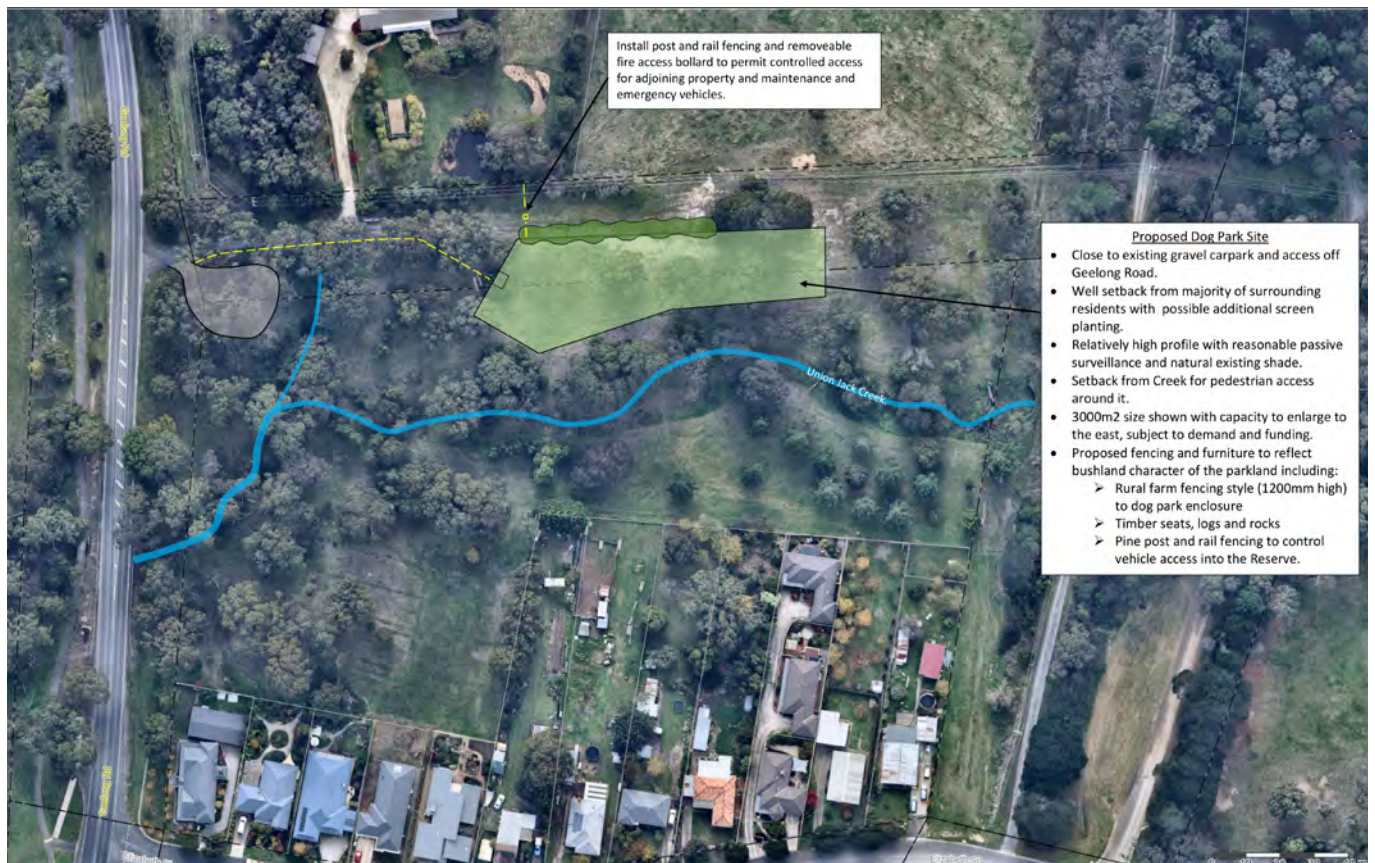 Install post and rail fencing and removeable
fire access bollard to permit controlled access
for adjoining property and maintenance and
emergency vehicles.
Proposed Dog Park Site
• Close to existing gravel carpark and access off
Geelong Road.
• Well setback from majority of surrounding
residents with possible additional screen
planting.
• Relatively high profile with reasonable passive
surveillance and natural existing shade.
• Setback from Creek for pedestrian access
around it.
• 3000m2 size shown with capacity to enlarge to
the east, subject to demand and funding.
• Proposed fencing and furniture to reflect
bushland character of the parkland including:
➢ Rural farm fencing style (1200mm high)
to dog park enclosure
➢ Timber seats, logs and rocks
➢ Pine post and rail fencing to control
vehicle access into the Reserve.
Union Jack Creek.
Elizabeth St